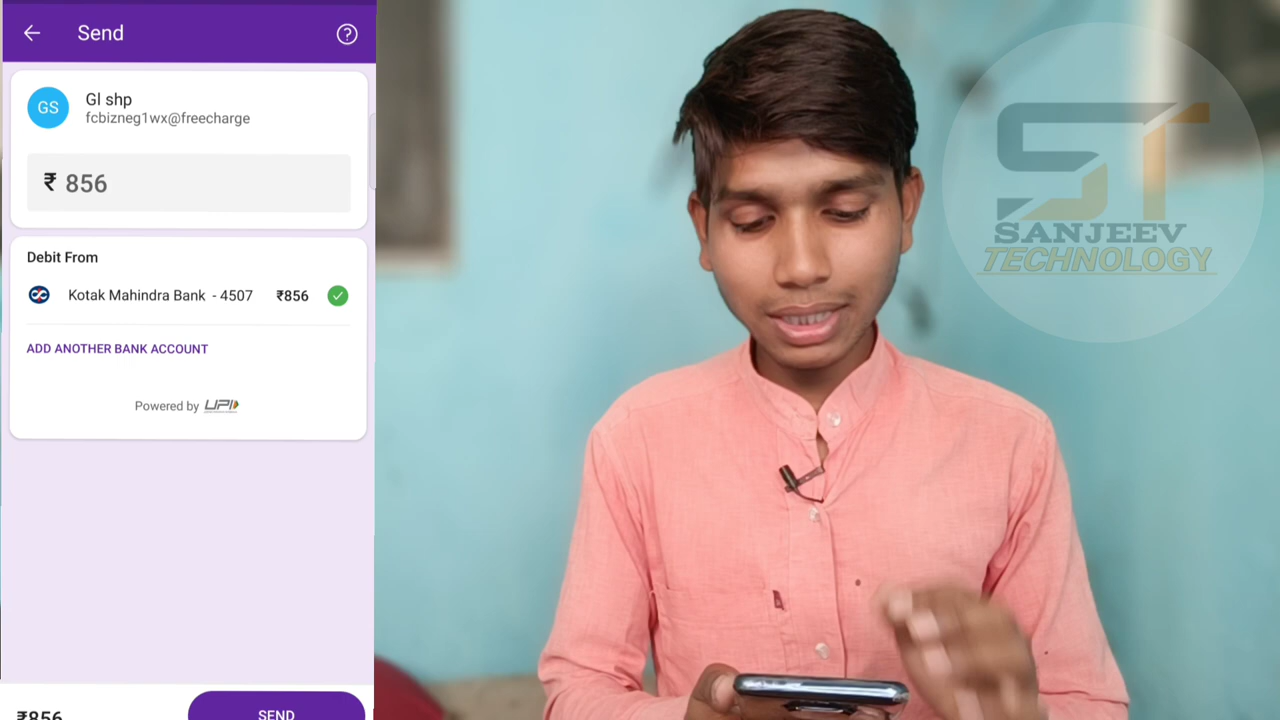 Send
GS
Gl shp
fcbizneg1wx@freecharge
₹ 856
Debit From
Kotak Mahindra Bank - 4507 ₹856
ADD ANOTHER BANK ACCOUNT
Powered by UPI
₹856 SEND
ST
SANJEEV
TECHNOLOGY